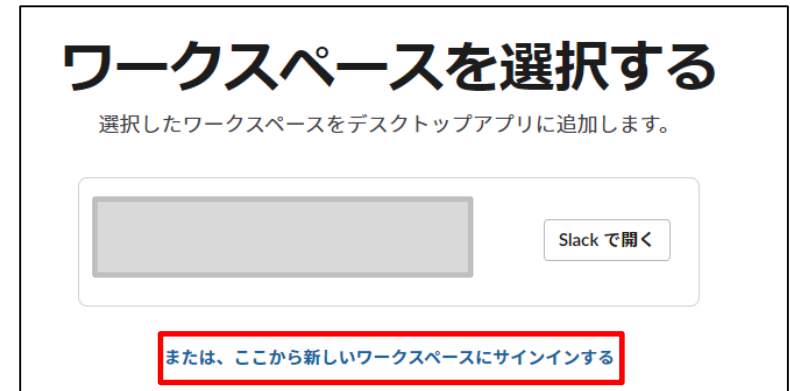 ワークスペースを選択する
選択したワークスペースをデスクトップアプリに追加します。
Slack で開く
または、ここから新しいワークスペースにサインインする